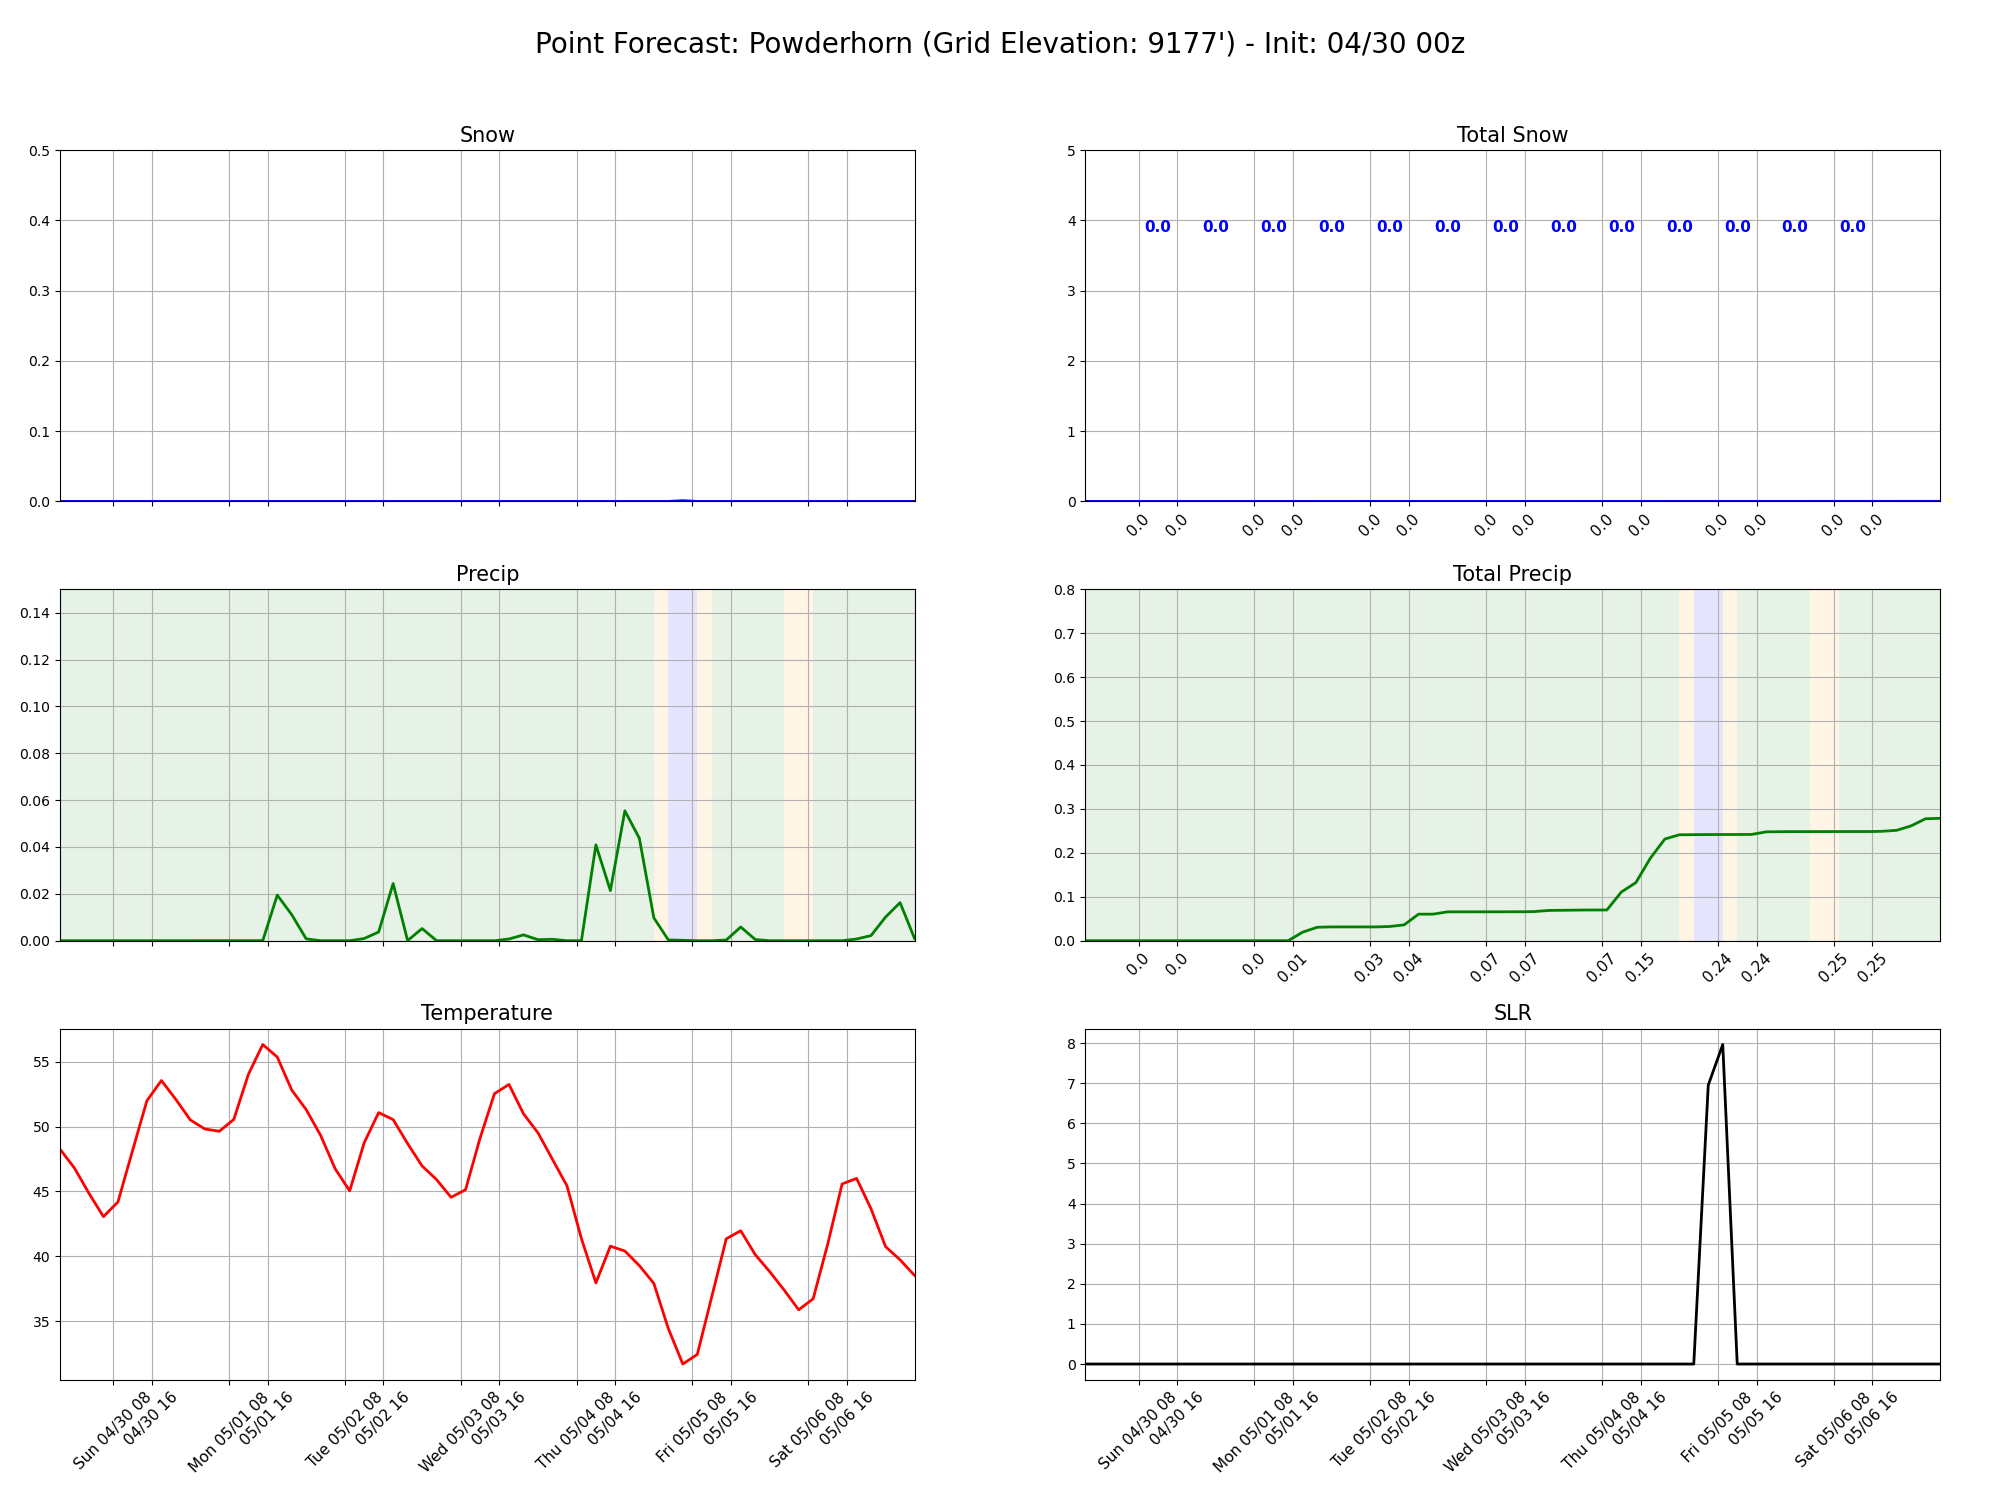 Point Forecast: Powderhorn (Grid Elevation: 9177') - Init: 04/30 00z
Snow
0.5
0.4
0.3
0.2
0.1
0.0
Total Snow
5
4
3
2
1
0
0.0 0.0 0.0 0.0 0.0 0.0 0.0 0.0 0.0 0.0 0.0 0.0 0.0
0.0 0.0 0.0 0.0 0.0 0.0 0.0 0.0 0.0 0.0 0.0 0.0 0.0 0.0
Precip
0.14
0.12
0.10
0.08
0.06
0.04
0.02
0.00
Total Precip
0.8
0.7
0.6
0.5
0.4
0.3
0.2
0.1
0.0
0.0 0.0 0.0 0.01 0.03 0.04 0.07 0.07 0.07 0.15 0.24 0.24 0.25 0.25
Temperature
55
50
45
40
35
Sun 04/30 08
04/30 16
Mon 05/01 08
05/01 16
Tue 05/02 08
05/02 16
Wed 05/03 08
05/03 16
Thu 05/04 08
05/04 16
Fri 05/05 08
05/05 16
Sat 05/06 08
05/06 16
SLR
8
7
6
5
4
3
2
1
0
Sun 04/30 08
04/30 16
Mon 05/01 08
05/01 16
Tue 05/02 08
05/02 16
Wed 05/03 08
05/03 16
Thu 05/04 08
05/04 16
Fri 05/05 08
05/05 16
Sat 05/06 08
05/06 16